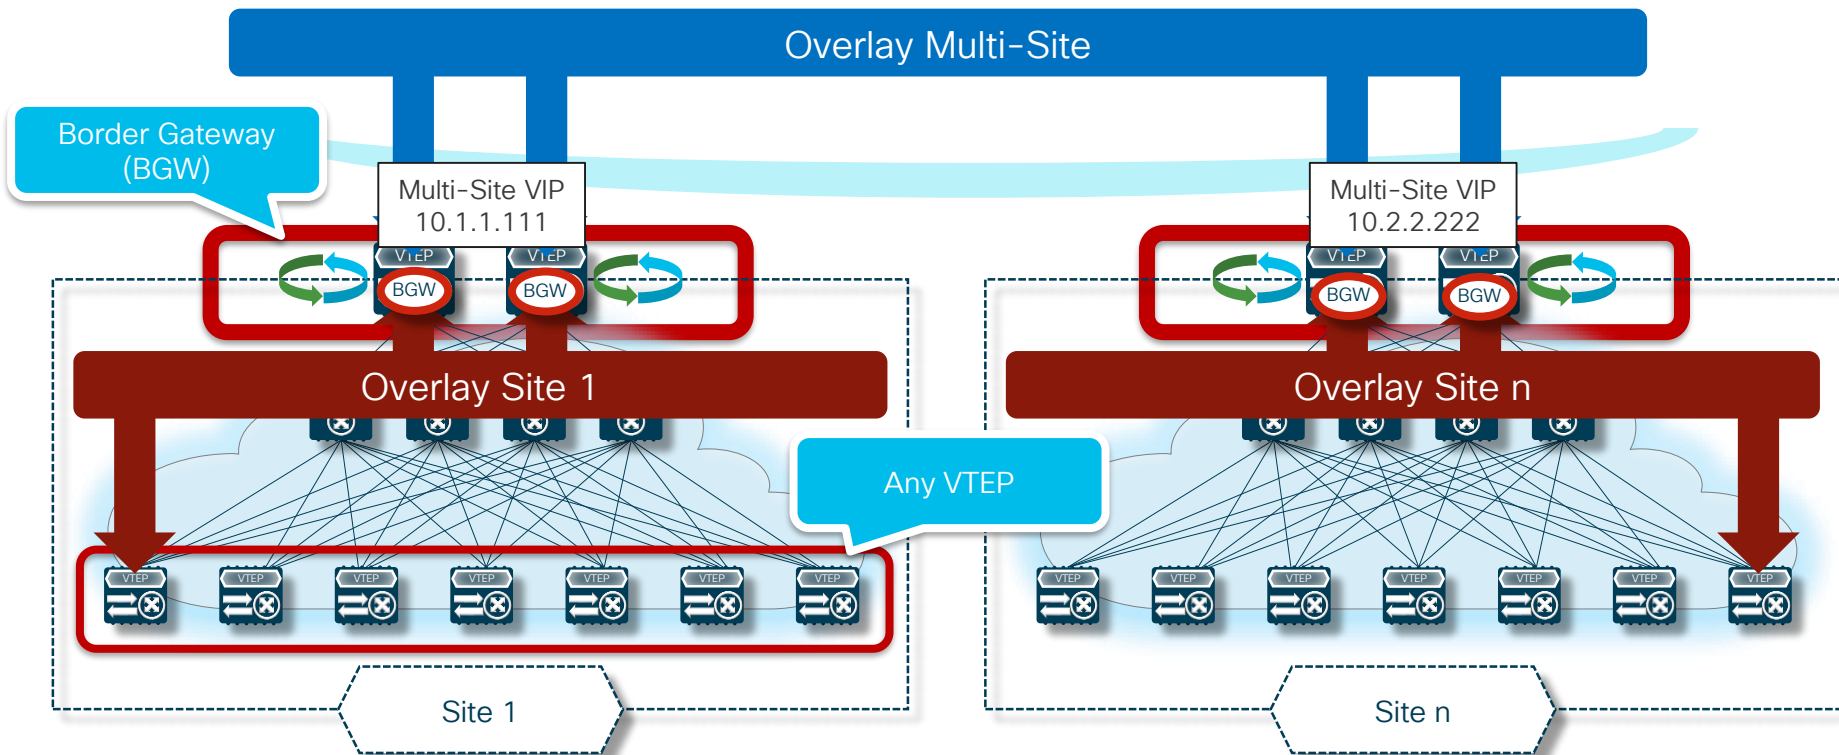 Overlay Multi-Site
Border Gateway
(BGW)
Multi-Site VIP
10.1.1.111
Multi-Site VIP
10.2.2.222
VTEP
VTEP
VTEP
VTEP
BGW
BGW
BGW
BGW
Overlay Site 1
Overlay Site n
Any VTEP
VTEP
VTEP
VTEP
VTEP
VTEP
VTEP
VTEP
VTEP
VTEP
VTEP
VTEP
VTEP
VTEP
VTEP
Site 1
Site n